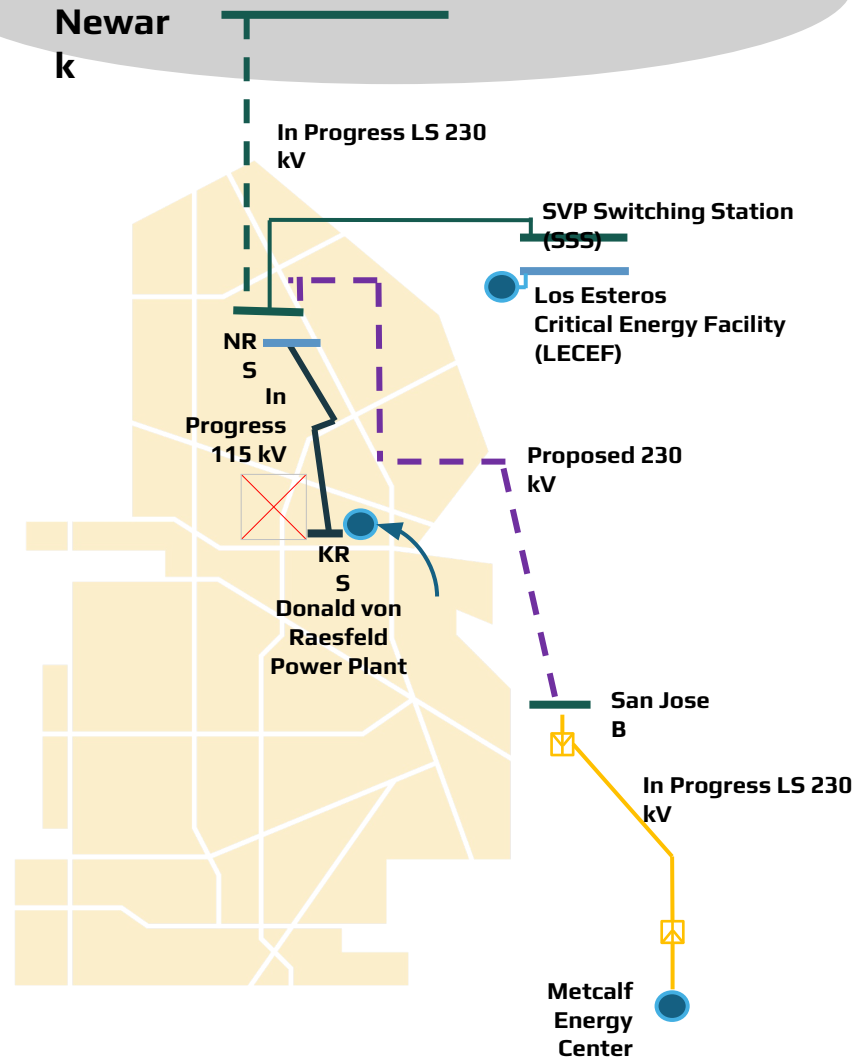 Newar
k
In Progress LS 230
kV
SVP Switching Station
(SSS)
Los Esteros
Critical Energy Facility
(LECEF)
NR
S
In
Progress
115 kV
Proposed 230
kV
KR
S
Donald von
Raesfeld
Power Plant
San Jose
B
In Progress LS 230
kV
Metcalf
Energy
Center